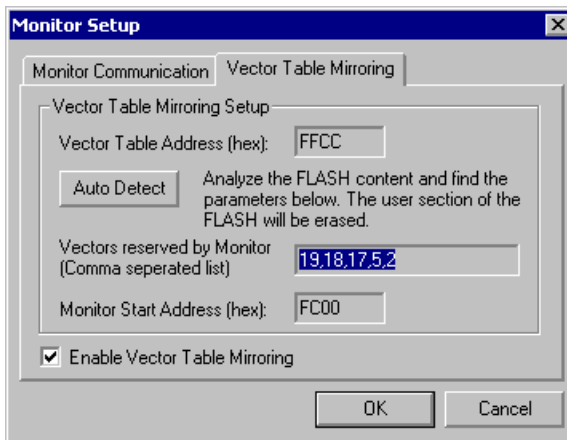 Monitor Setup
Monitor Communication
Vector Table Mirroring
Vector Table Mirroring Setup
Vector Table Address (hex):
FFCC
Auto Detect
Analyze the FLASH content and find the
parameters below. The user section of the
FLASH will be erased.
Vectors reserved by Monitor
(Comma seperated list)
19,18,17,5,2
Monitor Start Address (hex):
FC00
Enable Vector Table Mirroring
OK
Cancel